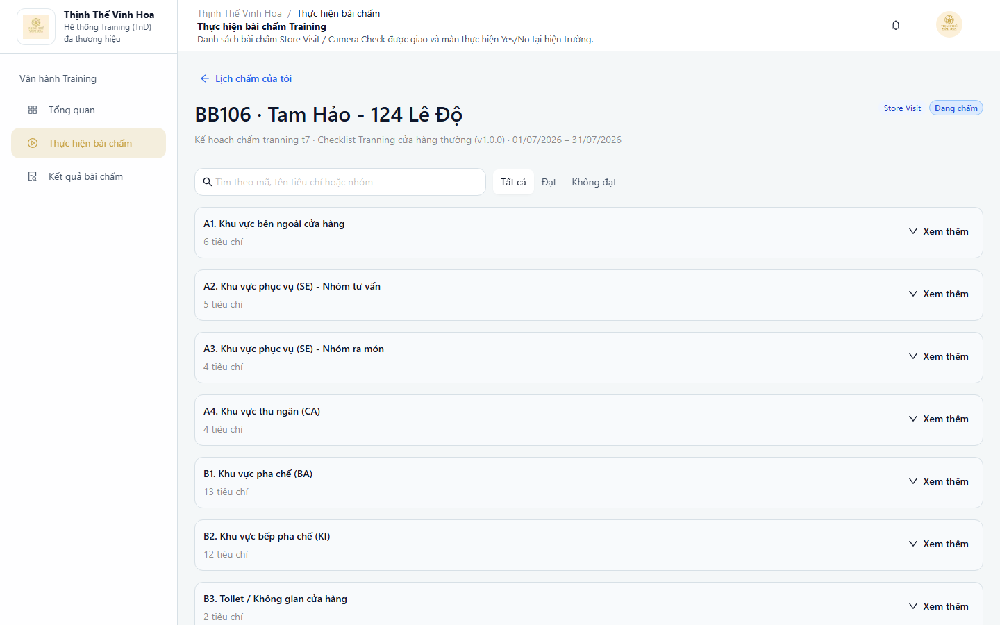 Thịnh Thế Vinh Hoa
Hệ thống Training (TnD)
đa thương hiệu
Vận hành Training
Tổng quan
Thực hiện bài chấm
Kết quả bài chấm
Thịnh Thế Vinh Hoa / Thực hiện bài chấm
Thực hiện bài chấm Training
Danh sách bài chấm Store Visit / Camera Check được giao và màn thực hiện Yes/No tại hiện trường.
Lịch chấm của tôi
BB106 · Tam Hảo - 124 Lê Độ
Store Visit
Đang chấm
Kế hoạch chấm tranning t7 · Checklist Tranning cửa hàng thường (v1.0.0) · 01/07/2026 – 31/07/2026
Tìm theo mã, tên tiêu chí hoặc nhóm
Tất cả
Đạt
Không đạt
A1. Khu vực bên ngoài cửa hàng
6 tiêu chí
Xem thêm
A2. Khu vực phục vụ (SE) - Nhóm tư vấn
5 tiêu chí
Xem thêm
A3. Khu vực phục vụ (SE) - Nhóm ra món
4 tiêu chí
Xem thêm
A4. Khu vực thu ngân (CA)
4 tiêu chí
Xem thêm
B1. Khu vực pha chế (BA)
13 tiêu chí
Xem thêm
B2. Khu vực bếp pha chế (KI)
12 tiêu chí
Xem thêm
B3. Toilet / Không gian cửa hàng
2 tiêu chí
Xem thêm